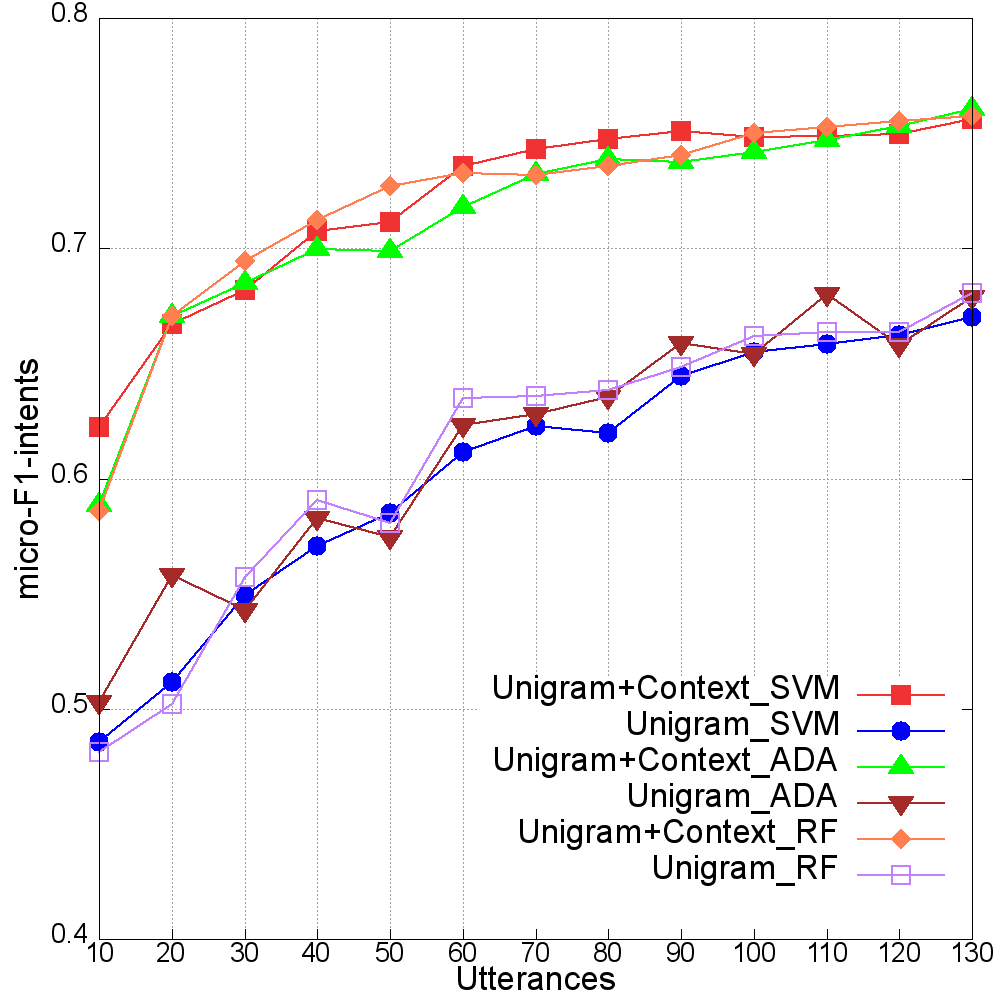 0.8
0.7
0.6
0.5
0.4
micro-F1-intents
Unigram+Context_SVM
Unigram_SVM
Unigram+Context_ADA
Unigram_ADA
Unigram+Context_RF
Unigram_RF
10 20 30 40 50 60 70 80 90 100 110 120 130
Utterances